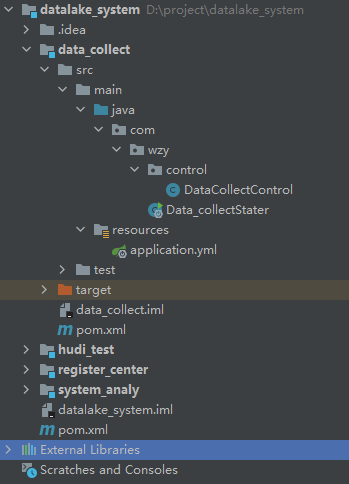 datalake_system D:\project\datalake_system
.idea
data_collect
src
main
java
com
wzy
control
DataCollectControl
Data_collectStater
resources
application.yml
test
target
data_collect.iml
pom.xml
hudi_test
register_center
system_analy
datalake_system.iml
pom.xml
External Libraries
Scratches and Consoles